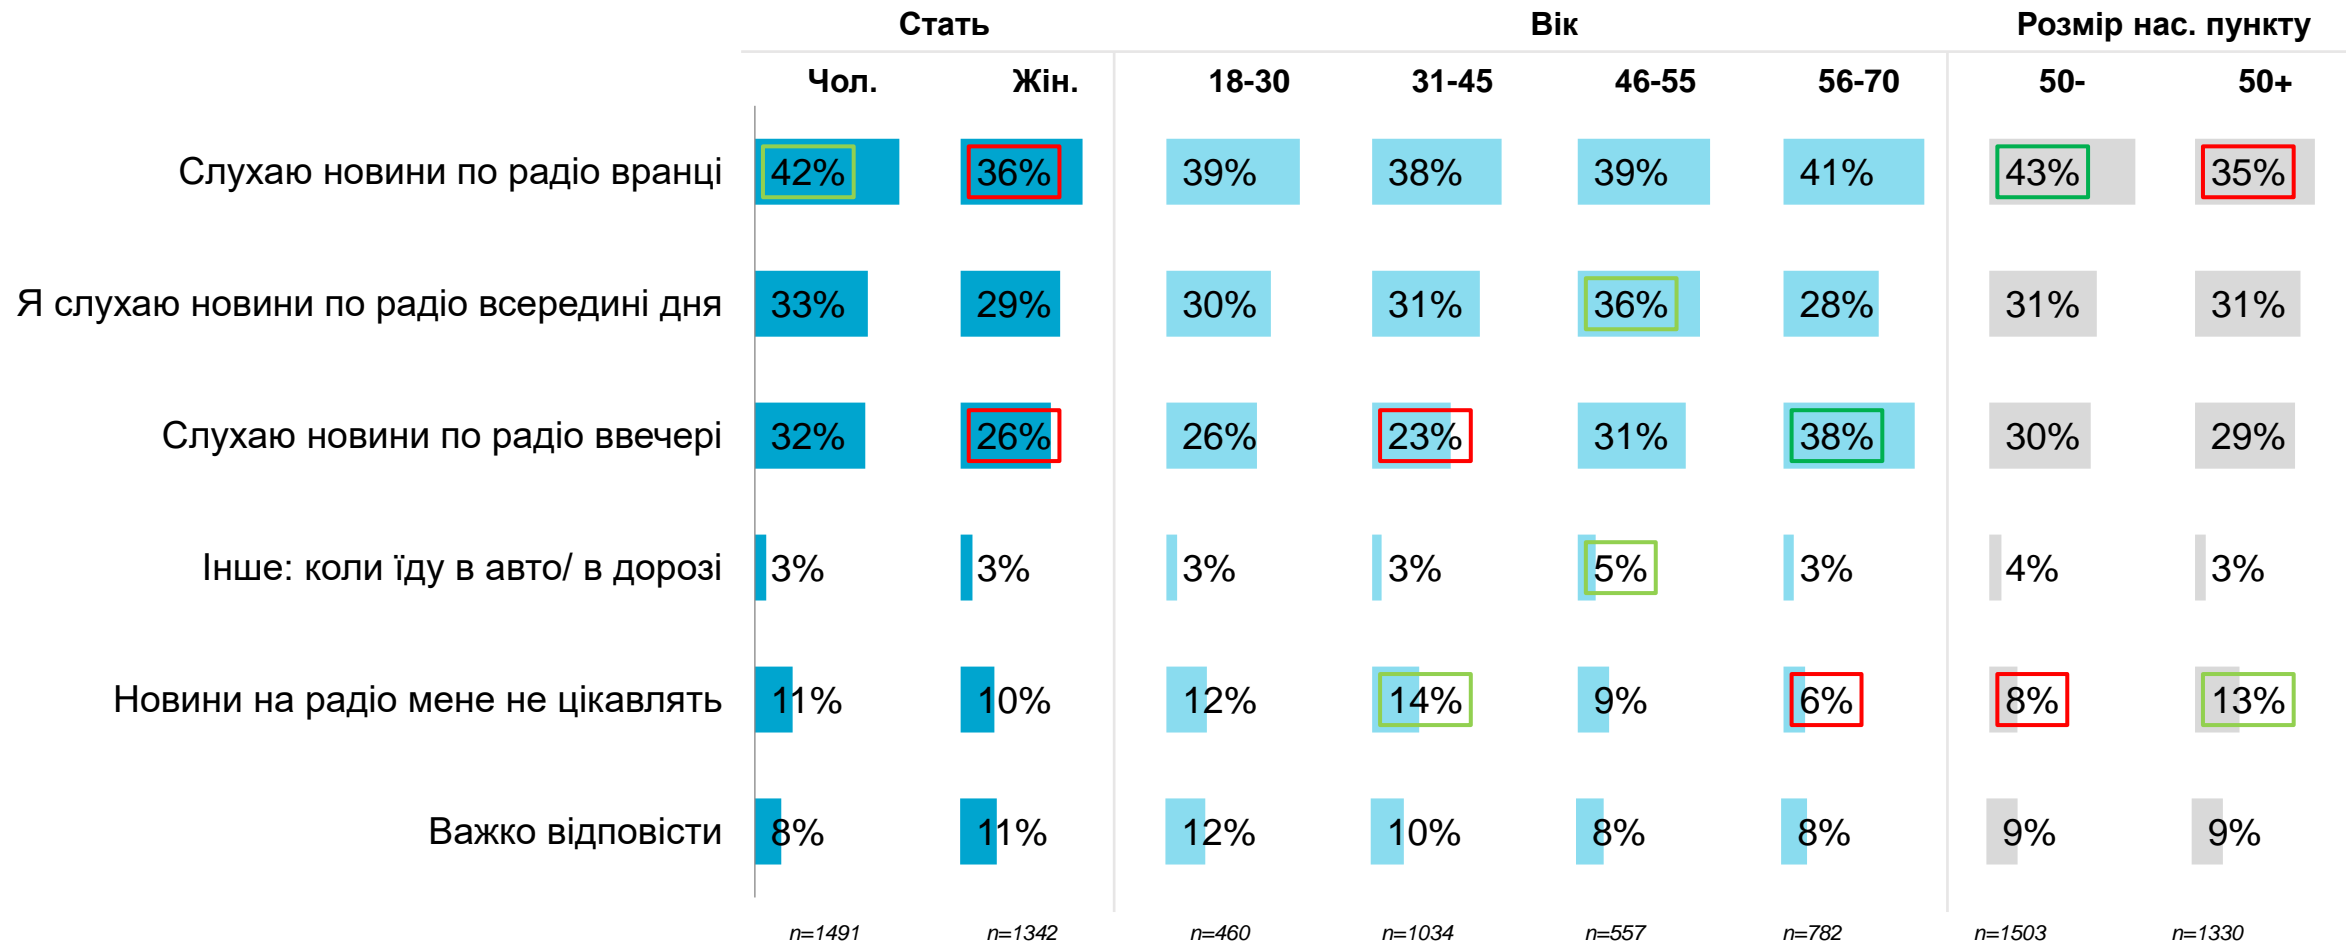 Стать Вік Розмір нас. пункту
Чол. Жін. 18-30 31-45 46-55 56-70 50- 50+
Слухаю новини по радіо вранці 42% 36% 39% 38% 39% 41% 43% 35%
Я слухаю новини по радіо всередині дня 33% 29% 30% 31% 36% 28% 31% 31%
Слухаю новини по радіо ввечері 32% 26% 26% 23% 31% 38% 30% 29%
Інше: коли їду в авто/ в дорозі 3% 3% 3% 3% 5% 3% 4% 3%
Новини на радіо мене не цікавлять 11% 10% 12% 14% 9% 6% 8% 13%
Важко відповісти 8% 11% 12% 10% 8% 8% 9% 9%
n=1491 n=1342 n=460 n=1034 n=557 n=782 n=1503 n=1330